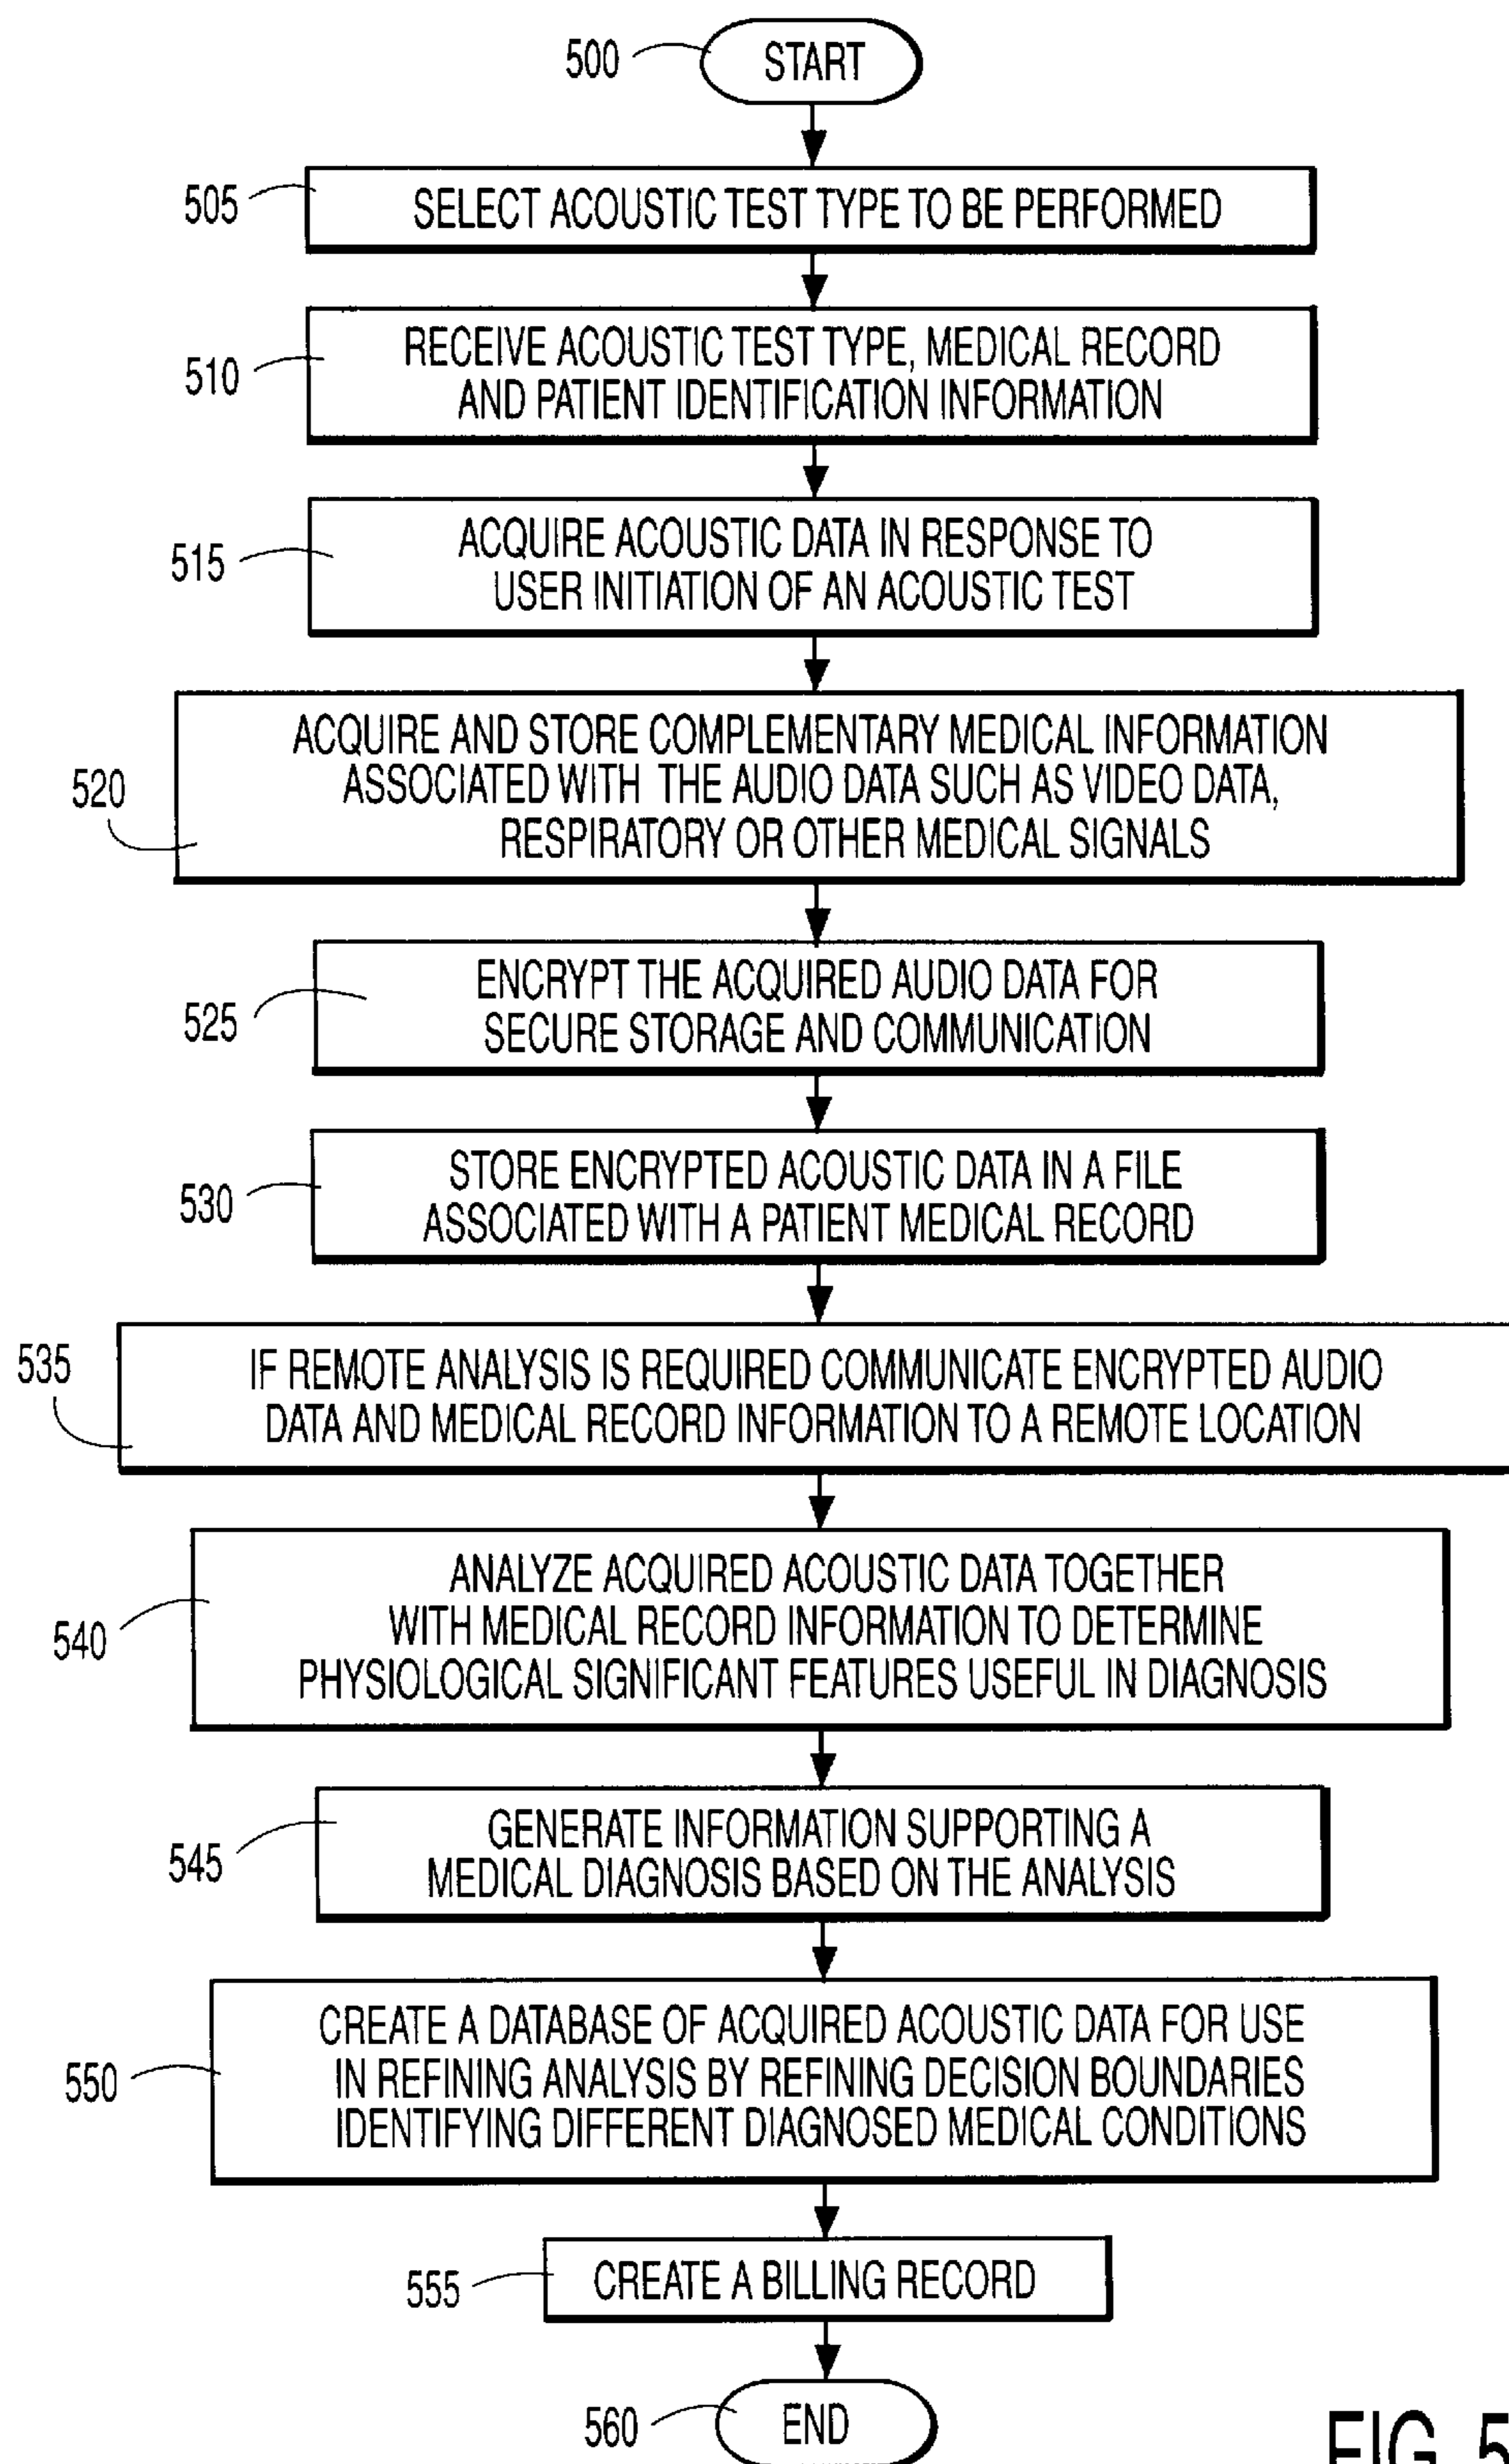 500 START
505 SELECT ACOUSTIC TEST TYPE TO BE PERFORMED
510 RECEIVE ACOUSTIC TEST TYPE, MEDICAL RECORD
AND PATIENT IDENTIFICATION INFORMATION
515 ACQUIRE ACOUSTIC DATA IN RESPONSE TO
USER INITIATION OF AN ACOUSTIC TEST
520 ACQUIRE AND STORE COMPLEMENTARY MEDICAL INFORMATION
ASSOCIATED WITH THE AUDIO DATA SUCH AS VIDEO DATA,
RESPIRATORY OR OTHER MEDICAL SIGNALS
525 ENCRYPT THE ACQUIRED AUDIO DATA FOR
SECURE STORAGE AND COMMUNICATION
530 STORE ENCRYPTED ACOUSTIC DATA IN A FILE
ASSOCIATED WITH A PATIENT MEDICAL RECORD
535 IF REMOTE ANALYSIS IS REQUIRED COMMUNICATE ENCRYPTED AUDIO
DATA AND MEDICAL RECORD INFORMATION TO A REMOTE LOCATION
540 ANALYZE ACQUIRED ACOUSTIC DATA TOGETHER
WITH MEDICAL RECORD INFORMATION TO DETERMINE
PHYSIOLOGICAL SIGNIFICANT FEATURES USEFUL IN DIAGNOSIS
545 GENERATE INFORMATION SUPPORTING A
MEDICAL DIAGNOSIS BASED ON THE ANALYSIS
550 CREATE A DATABASE OF ACQUIRED ACOUSTIC DATA FOR USE
IN REFINING ANALYSIS BY REFINING DECISION BOUNDARIES
IDENTIFYING DIFFERENT DIAGNOSED MEDICAL CONDITIONS
555 CREATE A BILLING RECORD
560 END
FIG. 5